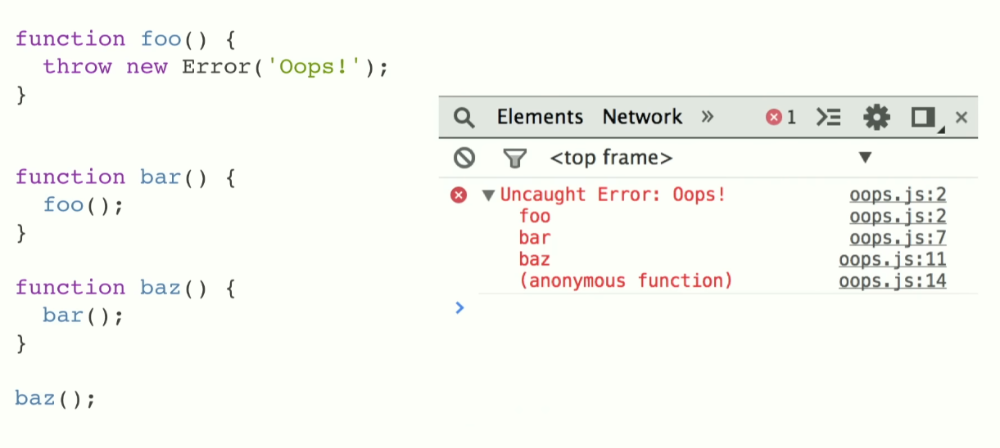 function foo() {
  throw new Error('Oops!');
}
function bar() {
  foo();
}
function baz() {
  bar();
}
baz();
Elements Network » 1 ×
<top frame> ▼
▼ Uncaught Error: Oops! oops.js:2
foo oops.js:2
bar oops.js:7
baz oops.js:11
(anonymous function) oops.js:14
>